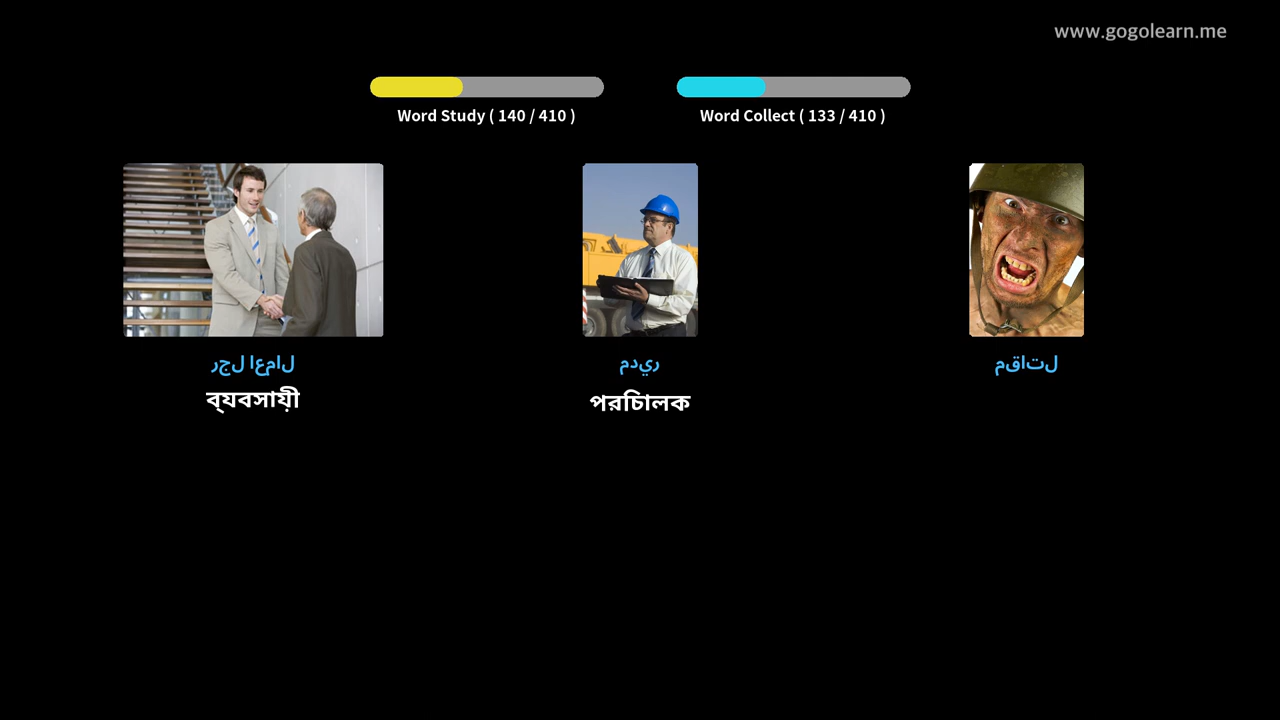 www.gogolearn.me
Word Study ( 140 / 410 )
Word Collect ( 133 / 410 )
رجل اعمال
مدير
مقاتل
ব্যবসায়ী
পরিচালক